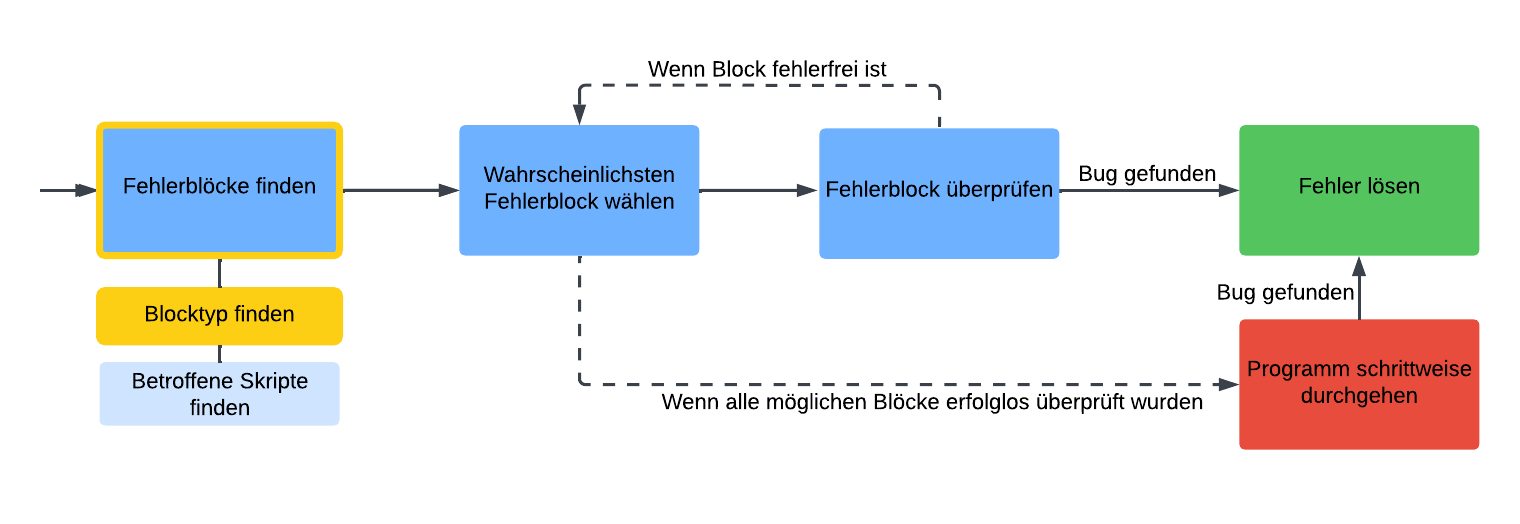 Wenn Block fehlerfrei ist
Fehlerblöcke finden
Wahrscheinlichsten
Fehlerblock wählen
Fehlerblock überprüfen
Bug gefunden
Fehler lösen
Blocktyp finden
Betroffene Skripte
finden
Bug gefunden
Programm schrittweise
durchgehen
Wenn alle möglichen Blöcke erfolglos überprüft wurden